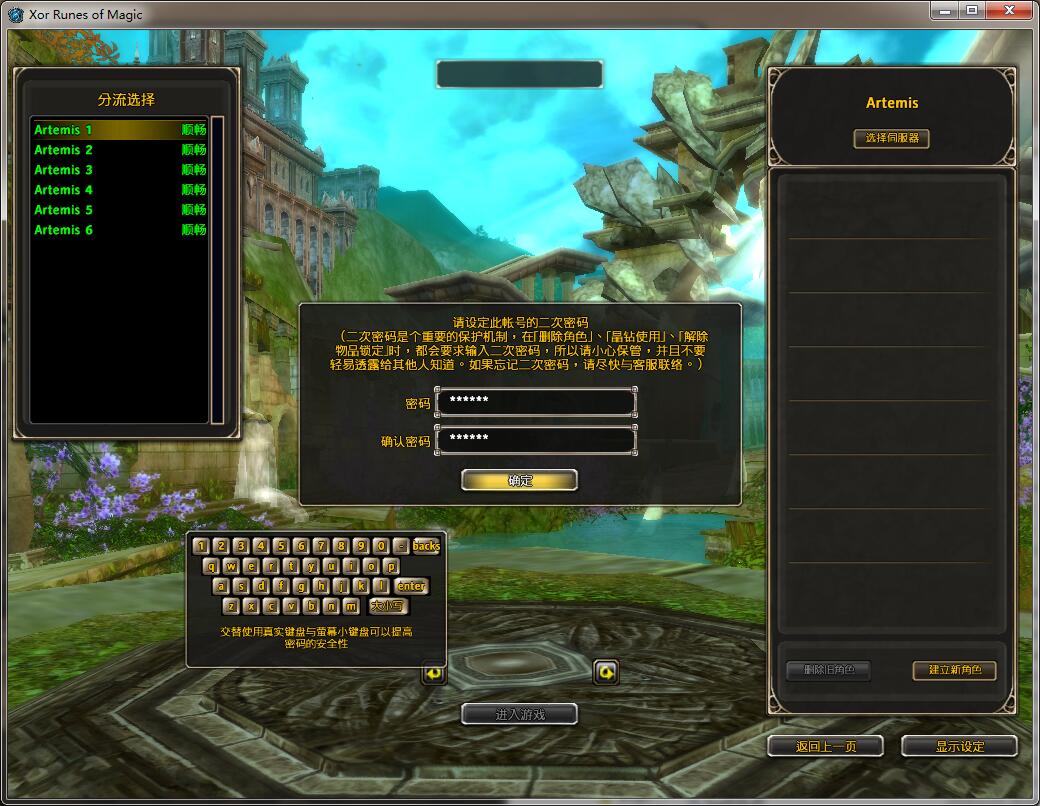 Xor Runes of Magic
分流选择
Artemis 1 顺畅
Artemis 2 顺畅
Artemis 3 顺畅
Artemis 4 顺畅
Artemis 5 顺畅
Artemis 6 顺畅
Artemis
选择伺服器
请设定此帐号的二次密码
（二次密码是个重要的保护机制，在「删除角色」、「晶钻使用」、「解除
物品锁定」时，都会要求输入二次密码，所以请小心保管，并且不要
轻易透露给其他人知道。如果忘记二次密码，请尽快与客服联络。）
密码 ******
确认密码 ******
确定
1 2 3 4 5 6 7 8 9 0 - backs
q w e r t y u i o p
a s d f g h j k l enter
z x c v b n m 大小写
交替使用真实键盘与萤幕小键盘可以提高
密码的安全性
删除旧角色 建立新角色
进入游戏
返回上一页 显示设定